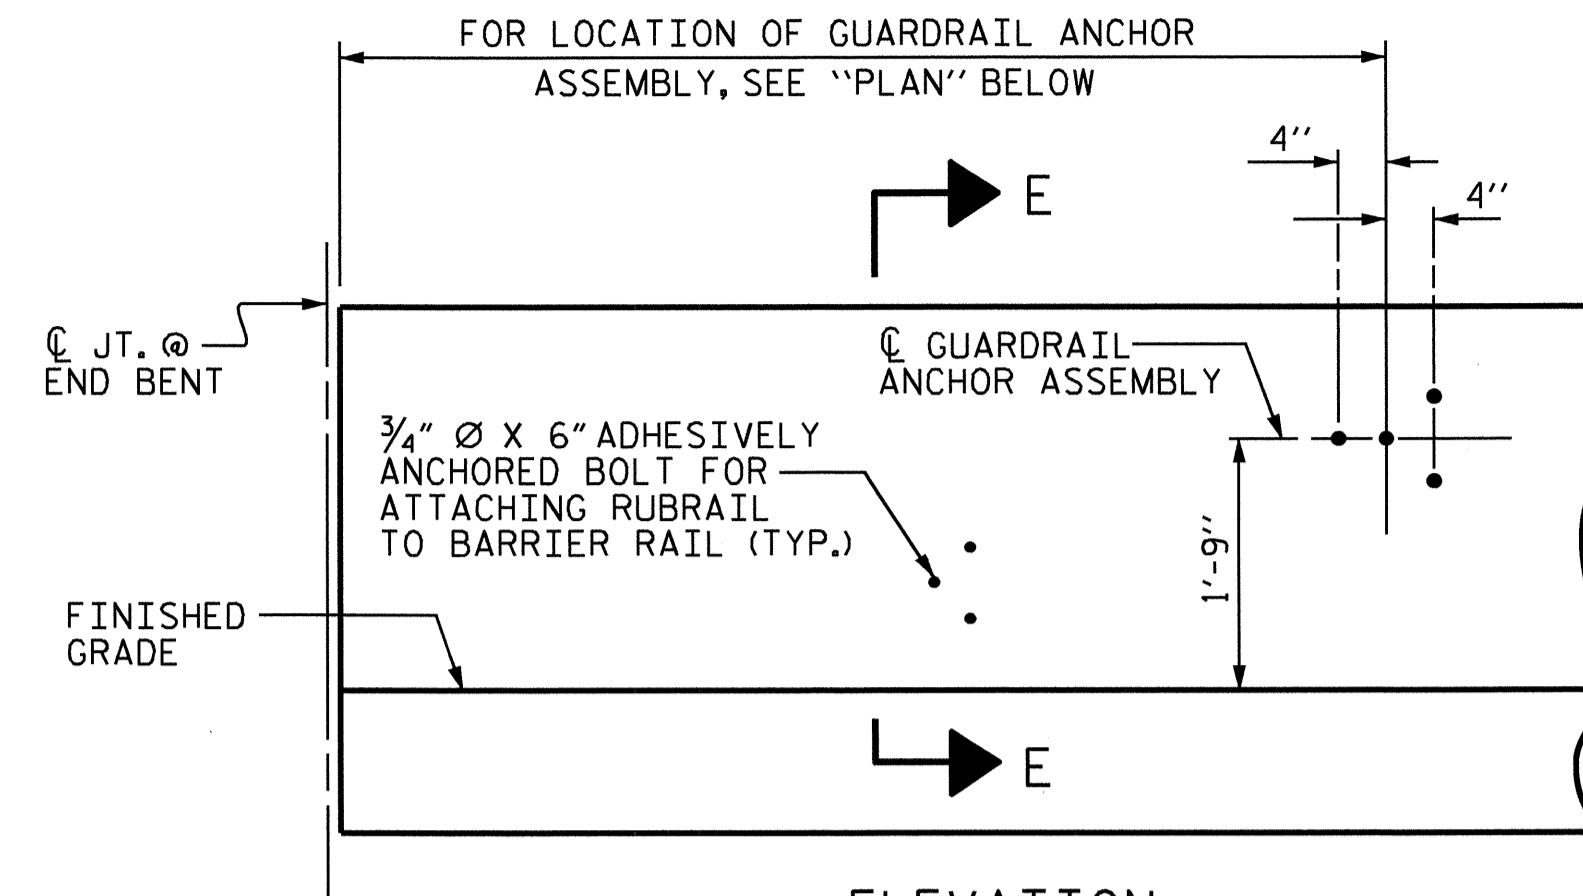 FOR LOCATION OF GUARDRAIL ANCHOR
ASSEMBLY, SEE "PLAN" BELOW
4"
4"
E
℄ JT. @
END BENT
℄ GUARDRAIL
ANCHOR ASSEMBLY
3/4" Ø X 6" ADHESIVELY
ANCHORED BOLT FOR
ATTACHING RUBRAIL
TO BARRIER RAIL (TYP.)
1'-9"
FINISHED
GRADE
E
ELEVATION